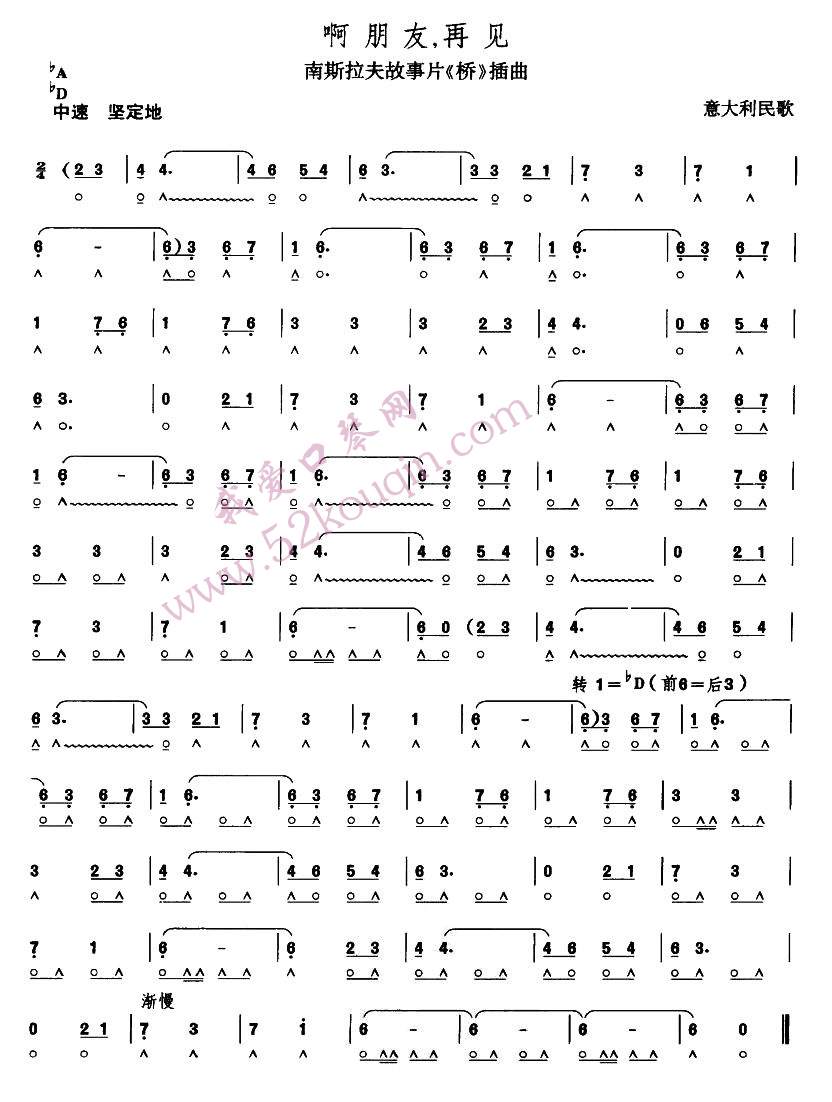 啊朋友,再见
南斯拉夫故事片《桥》插曲
♭A
♭D
中速 坚定地
意大利民歌
2/4 (2 3 | 4 4. | 4 6 5 4 | 6 3. | 3 3 2 1 | 7 3 | 7 1 |
6 - | 6) 3 6 7 | 1 6. | 6 3 6 7 | 1 6. | 6 3 6 7 |
1 7 6 | 1 7 6 | 3 3 | 3 2 3 | 4 4. | 0 6 5 4 |
6 3. | 0 2 1 | 7 3 | 7 1 | 6 - | 6 3 6 7 |
1 6 - | 6 3 6 7 | 1 6. | 6 3 6 7 | 1 7 6 | 1 7 6 |
3 3 | 3 2 3 | 4 4. | 4 6 5 4 | 6 3. | 0 2 1 |
7 3 | 7 1 | 6 - | 6 0 (2 3 | 4 4. | 4 6 5 4 |
转 1=♭D(前6=后3)
6 3. | 3 3 2 1 | 7 3 | 7 1 | 6 - | 6) 3 6 7 | 1 6. |
6 3 6 7 | 1 6. | 6 3 6 7 | 1 7 6 | 1 7 6 | 3 3 |
3 2 3 | 4 4. | 4 6 5 4 | 6 3. | 0 2 1 | 7 3 |
7 1 | 6 - | 6 2 3 | 4 4. | 4 6 5 4 | 6 3. |
渐慢
0 2 1 | 7 3 | 7 1 | 6 - | 6 - | 6 - | 6 0 ‖
我爱口琴网
www.52kouqin.com